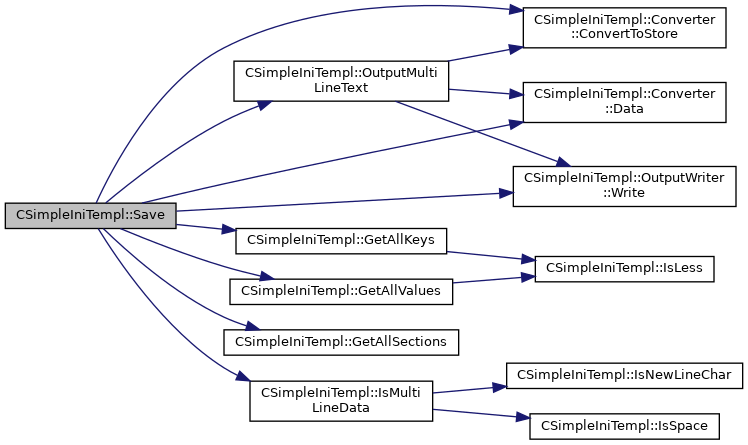 CSimpleIniTempl::Save
CSimpleIniTempl::OutputMulti
LineText
CSimpleIniTempl::GetAllKeys
CSimpleIniTempl::GetAllValues
CSimpleIniTempl::GetAllSections
CSimpleIniTempl::IsMulti
LineData
CSimpleIniTempl::Converter
::ConvertToStore
CSimpleIniTempl::Converter
::Data
CSimpleIniTempl::OutputWriter
::Write
CSimpleIniTempl::IsLess
CSimpleIniTempl::IsNewLineChar
CSimpleIniTempl::IsSpace